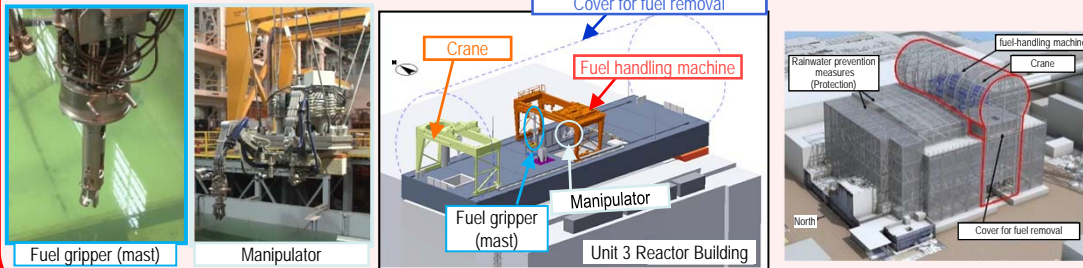 Fuel gripper (mast)
Manipulator
Cover for fuel removal
Crane
Fuel handling machine
N
Fuel gripper
(mast)
Manipulator
Unit 3 Reactor Building
fuel-handling machine
Crane
Rainwater prevention
measures
(Protection)
North
Cover for fuel removal